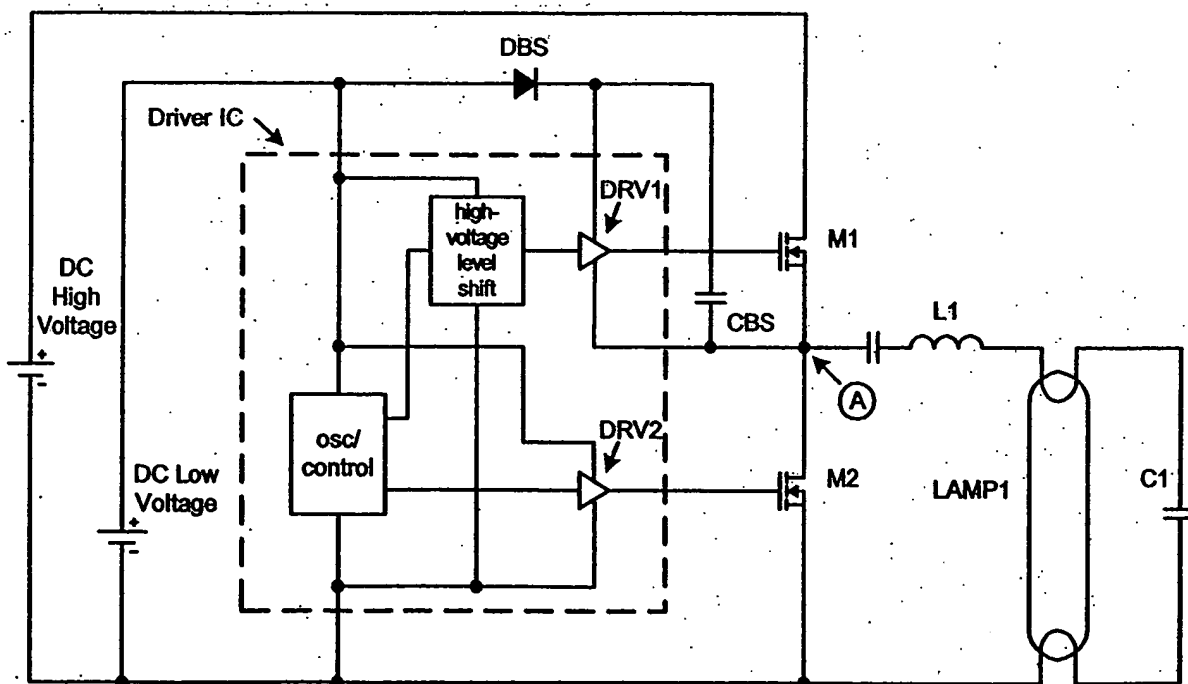 DBS
Driver IC
DRV1
high-
voltage
level
shift
M1
DC
High
Voltage
CBS
L1
+
-
A
osc/
control
DRV2
M2
DC Low
Voltage
LAMP1
C1
+
-